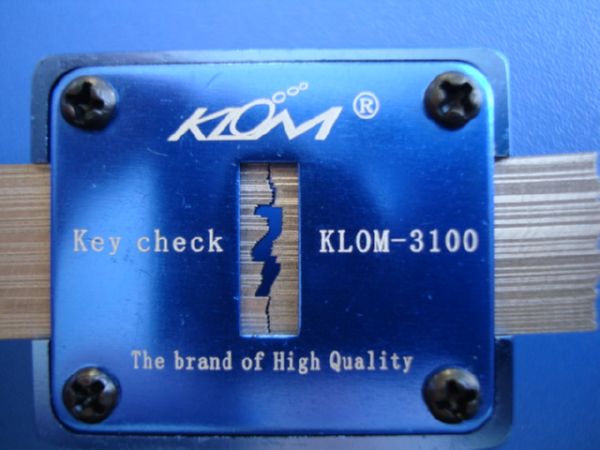 KLOM ®
Key check KLOM-3100
The brand of High Quality